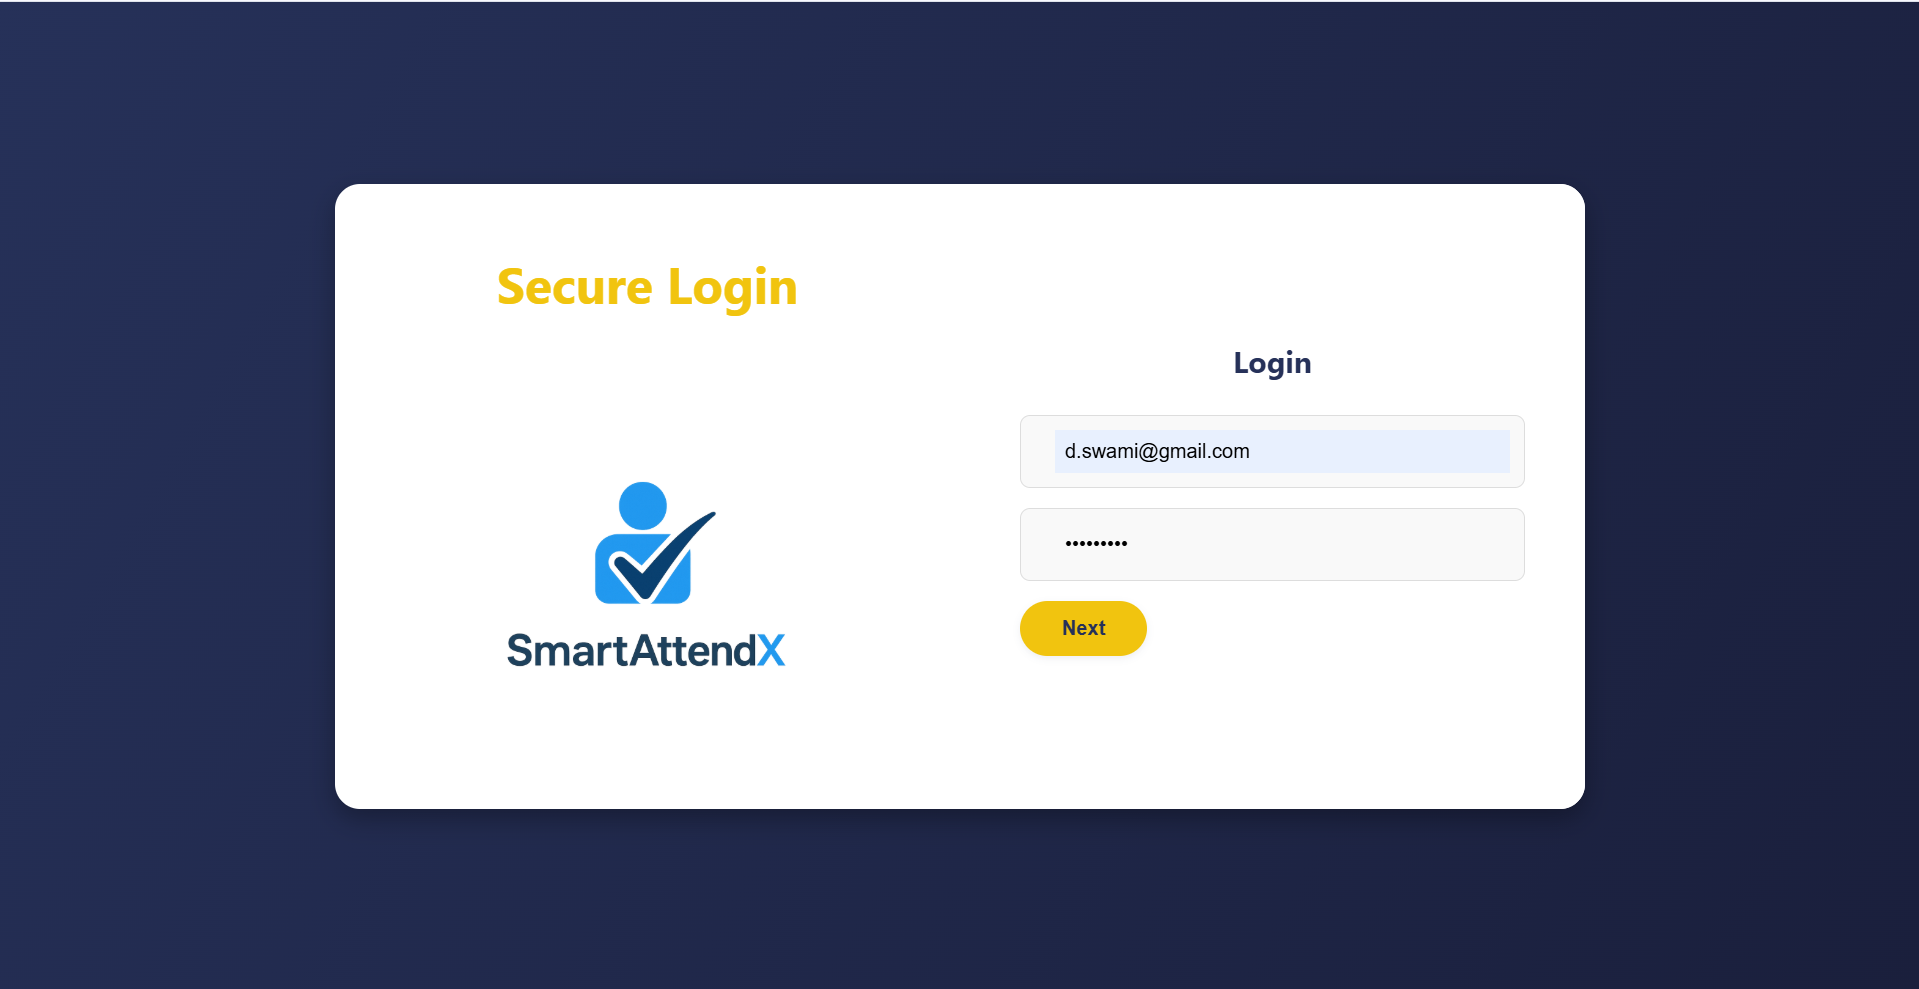 Secure Login
SmartAttendX
Login
d.swami@gmail.com
•••••••••
Next